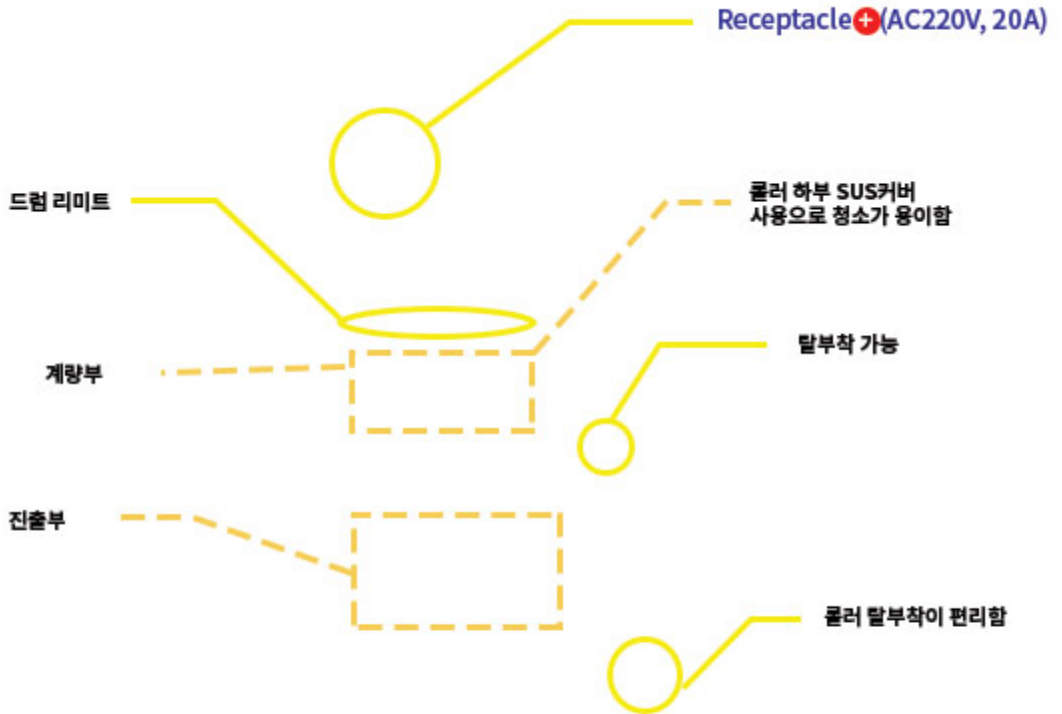 Receptacle+(AC220V, 20A)
드럼 리미트
롤러 하부 SUS커버
사용으로 청소가 용이함
탈부착 가능
계량부
진출부
롤러 탈부착이 편리함